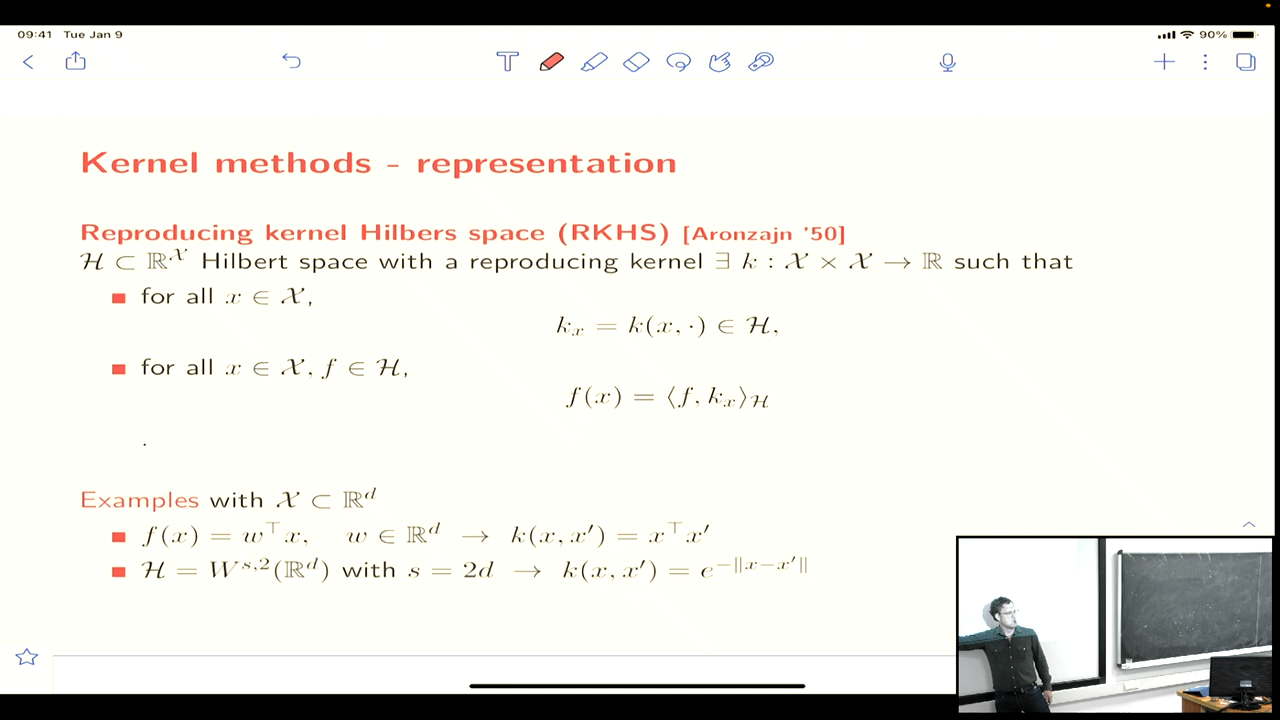 09:41 Tue Jan 9 90%
Kernel methods - representation
Reproducing kernel Hilbers space (RKHS) [Aronzajn '50]
ℋ ⊂ ℝ^𝒳 Hilbert space with a reproducing kernel ∃ k : 𝒳 × 𝒳 → ℝ such that
for all x ∈ 𝒳,
k_x = k(x, ·) ∈ ℋ,
for all x ∈ 𝒳, f ∈ ℋ,
f(x) = ⟨f, k_x⟩_ℋ
.
Examples with 𝒳 ⊂ ℝ^d
f(x) = w^⊤ x, w ∈ ℝ^d → k(x, x′) = x^⊤ x′
ℋ = W^{s,2}(ℝ^d) with s = 2d → k(x, x′) = e^{−‖x−x′‖}